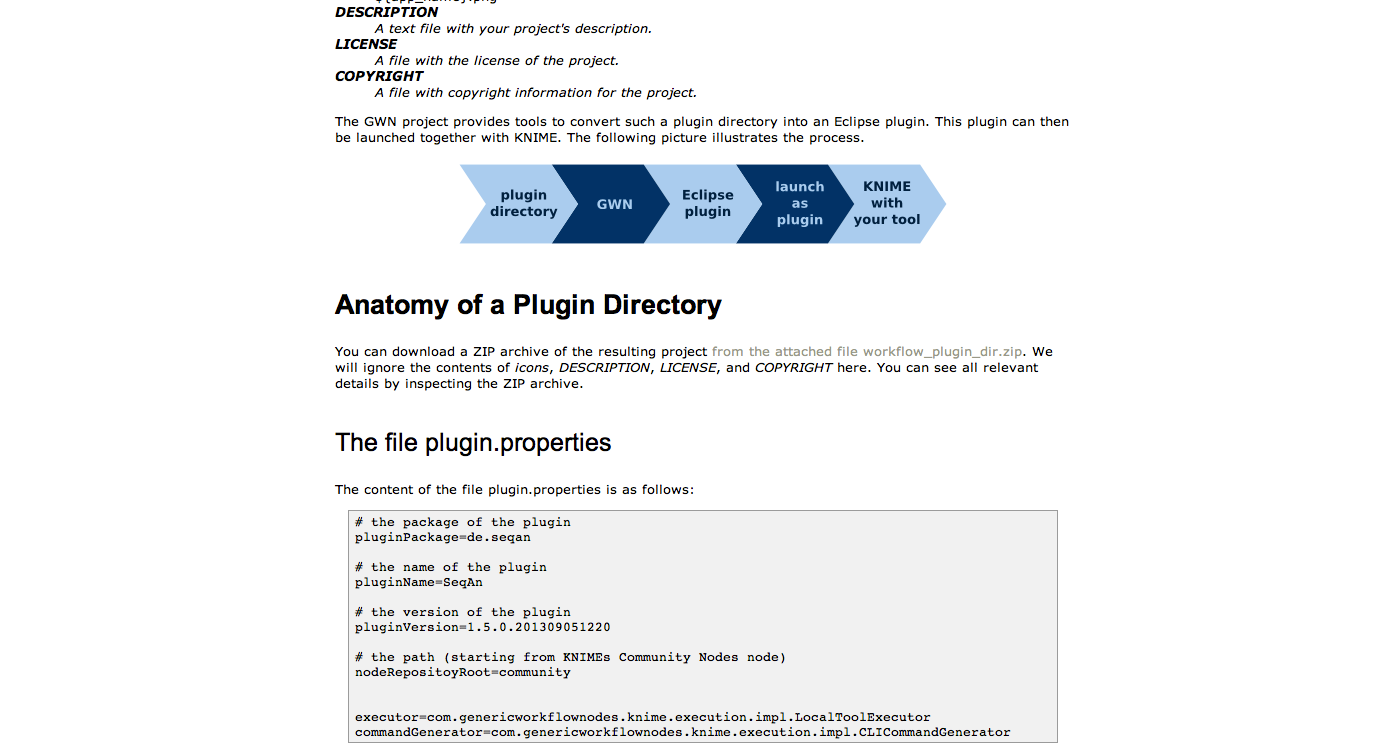 DESCRIPTION
A text file with your project's description.
LICENSE
A file with the license of the project.
COPYRIGHT
A file with copyright information for the project.
The GWN project provides tools to convert such a plugin directory into an Eclipse plugin. This plugin can then
be launched together with KNIME. The following picture illustrates the process.
plugin
directory
GWN
Eclipse
plugin
launch
as
plugin
KNIME
with
your tool
Anatomy of a Plugin Directory
You can download a ZIP archive of the resulting project from the attached file workflow_plugin_dir.zip. We
will ignore the contents of icons, DESCRIPTION, LICENSE, and COPYRIGHT here. You can see all relevant
details by inspecting the ZIP archive.
The file plugin.properties
The content of the file plugin.properties is as follows:
# the package of the plugin
pluginPackage=de.seqan
# the name of the plugin
pluginName=SeqAn
# the version of the plugin
pluginVersion=1.5.0.201309051220
# the path (starting from KNIMEs Community Nodes node)
nodeRepositoyRoot=community
executor=com.genericworkflownodes.knime.execution.impl.LocalToolExecutor
commandGenerator=com.genericworkflownodes.knime.execution.impl.CLICommandGenerator